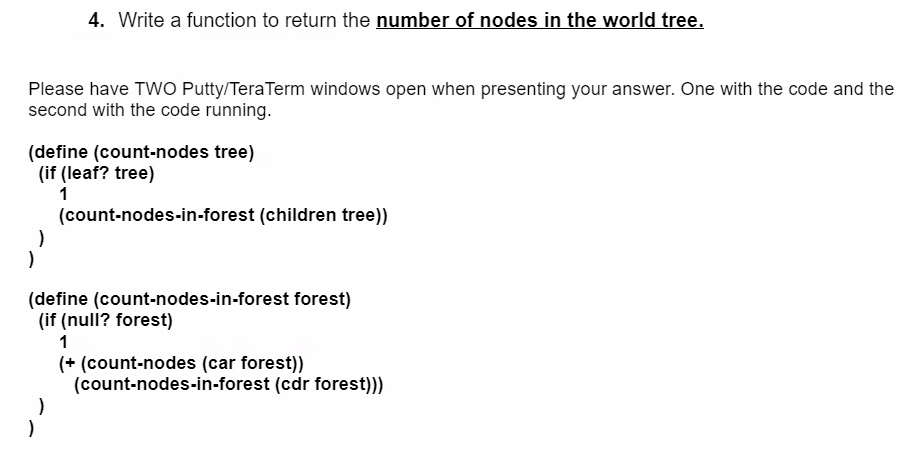 4. Write a function to return the number of nodes in the world tree.
Please have TWO Putty/TeraTerm windows open when presenting your answer. One with the code and the
second with the code running.
(define (count-nodes tree)
(if (leaf? tree)
1
(count-nodes-in-forest (children tree))
)
)
(define (count-nodes-in-forest forest)
(if (null? forest)
1
(+ (count-nodes (car forest))
(count-nodes-in-forest (cdr forest)))
)
)